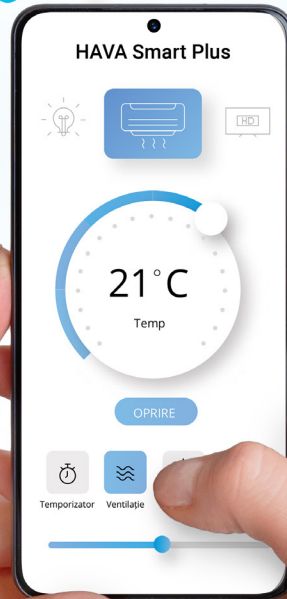 HAVA Smart Plus
HD
21°C
Temp
OPRIRE
Temporizator Ventilație